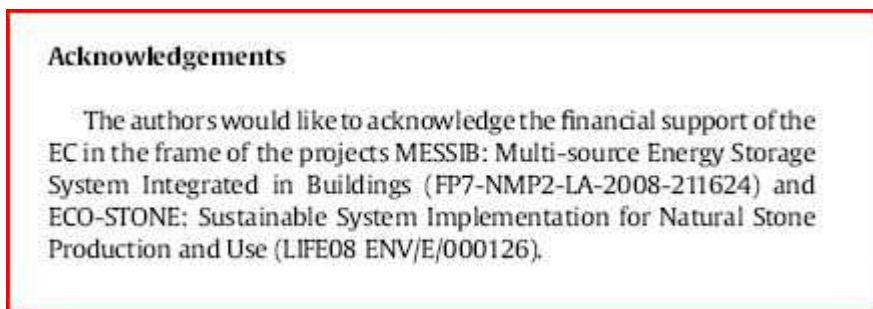 Acknowledgements
The authors would like to acknowledge the financial support of the
EC in the frame of the projects MESSIB: Multi-source Energy Storage
System Integrated in Buildings (FP7-NMP2-LA-2008-211624) and
ECO-STONE: Sustainable System Implementation for Natural Stone
Production and Use (LIFE08 ENV/E/000126).